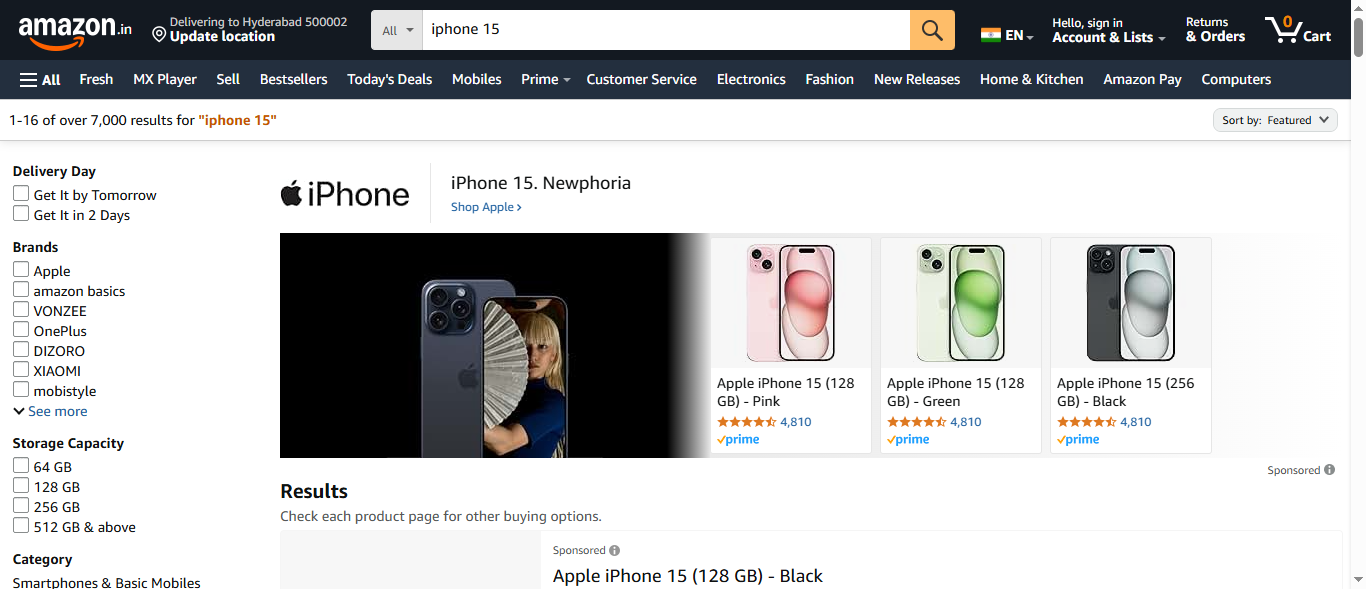 amazon.in
Delivering to Hyderabad 500002
Update location
All
iphone 15
EN
Hello, sign in
Account & Lists
Returns
& Orders
0
Cart
All
Fresh
MX Player
Sell
Bestsellers
Today's Deals
Mobiles
Prime
Customer Service
Electronics
Fashion
New Releases
Home & Kitchen
Amazon Pay
Computers
1-16 of over 7,000 results for "iphone 15"
Sort by: Featured
Delivery Day
Get It by Tomorrow
Get It in 2 Days
Brands
Apple
amazon basics
VONZEE
OnePlus
DIZORO
XIAOMI
mobistyle
See more
Storage Capacity
64 GB
128 GB
256 GB
512 GB & above
Category
Smartphones & Basic Mobiles
iPhone
iPhone 15. Newphoria
Shop Apple ›
Apple iPhone 15 (128
GB) - Pink
4,810
prime
Apple iPhone 15 (128
GB) - Green
4,810
prime
Apple iPhone 15 (256
GB) - Black
4,810
prime
Sponsored
Results
Check each product page for other buying options.
Sponsored
Apple iPhone 15 (128 GB) - Black